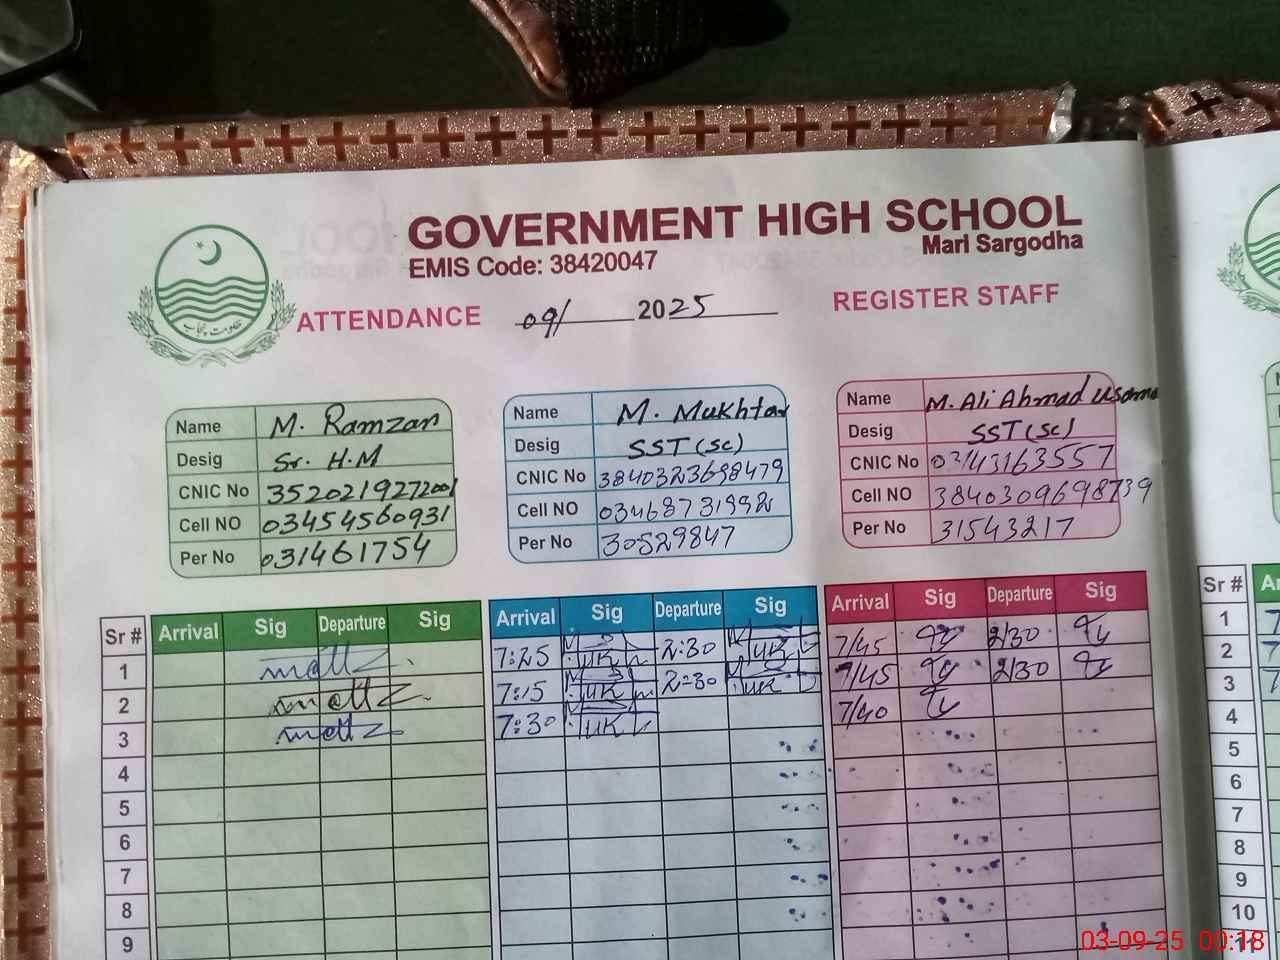 GOVERNMENT HIGH SCHOOL
EMIS Code: 38420047
Mari Sargodha
حکومت پنجاب
ATTENDANCE 09/ 2025 REGISTER STAFF
Name M. Ramzan
Desig Sr. H.M
CNIC No 3520219272001
Cell NO 03454560931
Per No 031461754
Name M. Mukhtar
Desig SST (Sc)
CNIC No 3840323698479
Cell NO 03468731992
Per No 30529847
Name M. Ali Ahmad Usama
Desig SST (Sc)
CNIC No 03143163557
Cell NO 3840309698739
Per No 31543217
Sr # Arrival Sig Departure Sig Arrival Sig Departure Sig Arrival Sig Departure Sig
1 7:25 2:30 7/45 2/30
2 7:15 2:30 7/45 2/30
3 7:30 7/40
4
5
6
7
8
9
Sr #
1
2
3
4
5
6
7
8
9
10
11
03-09-25 00:18